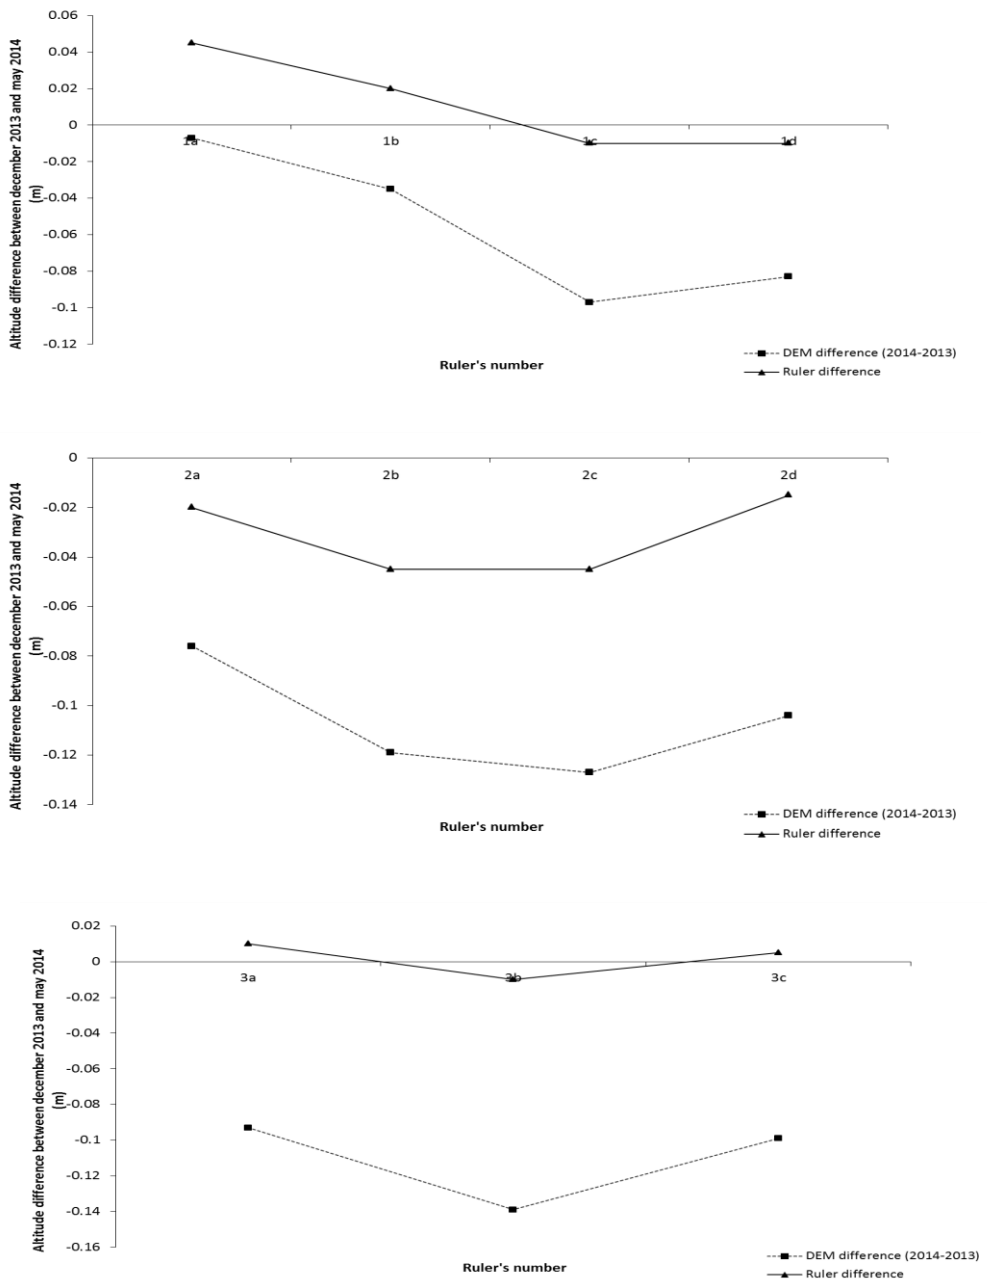 Altitude difference between december 2013 and may 2014
(m)
0.06
0.04
0.02
0
-0.02
-0.04
-0.06
-0.08
-0.1
-0.12
1a 1b 1c 1d
Ruler's number
DEM difference (2014-2013)
Ruler difference
Altitude difference between december 2013 and may 2014
(m)
0
-0.02
-0.04
-0.06
-0.08
-0.1
-0.12
-0.14
2a 2b 2c 2d
Ruler's number
DEM difference (2014-2013)
Ruler difference
Altitude difference between december 2013 and may 2014
(m)
0.02
0
-0.02
-0.04
-0.06
-0.08
-0.1
-0.12
-0.14
-0.16
3a 3b 3c
Ruler's number
DEM difference (2014-2013)
Ruler difference